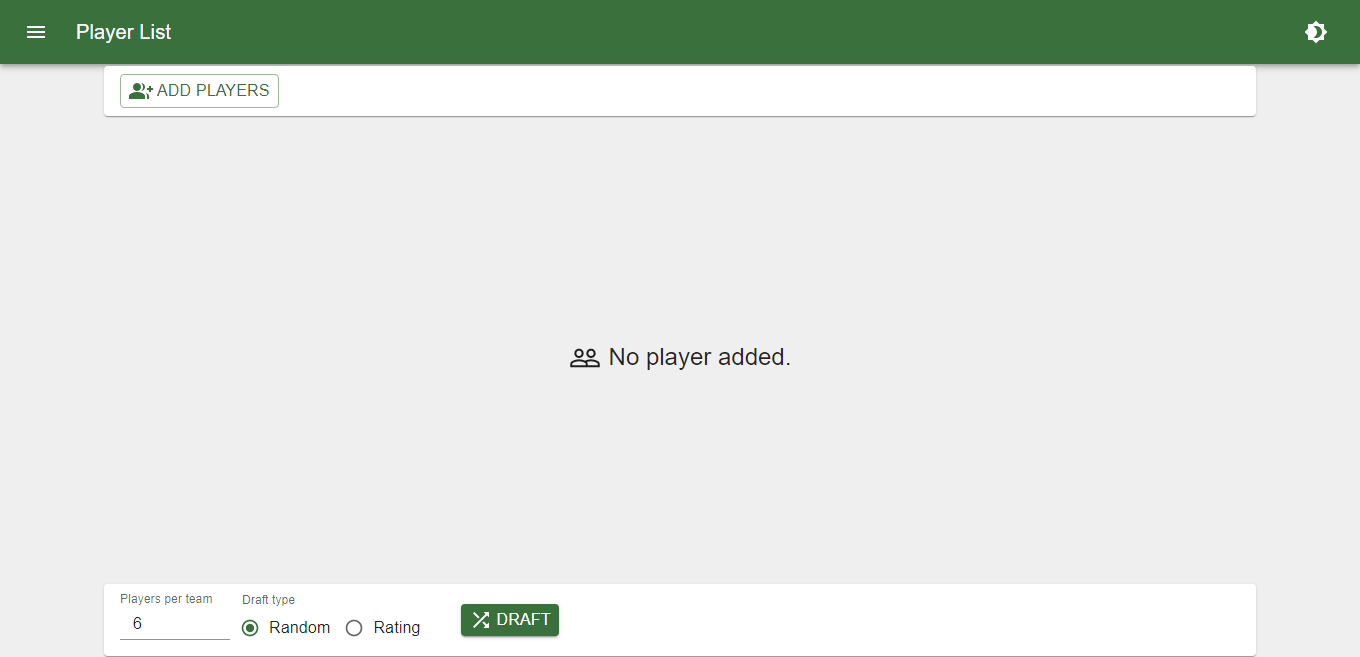 Player List
ADD PLAYERS
No player added.
Players per team
Draft type
6
Random
Rating
DRAFT